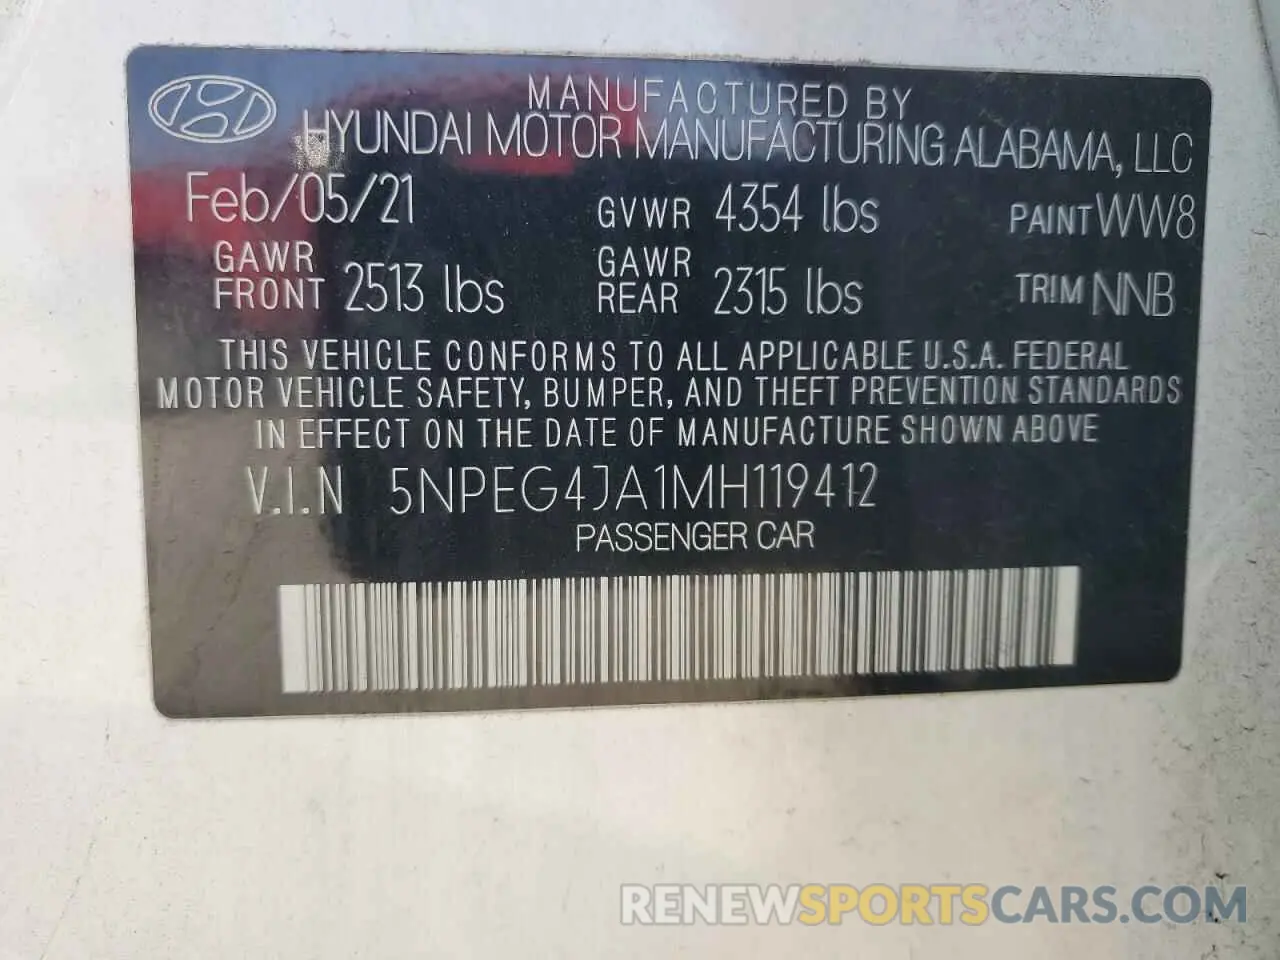 MANUFACTURED BY
HYUNDAI MOTOR MANUFACTURING ALABAMA, LLC
Feb/05/21 GVWR 4354 lbs PAINT WW8
GAWR FRONT 2513 lbs GAWR REAR 2315 lbs TRIM NNB
THIS VEHICLE CONFORMS TO ALL APPLICABLE U.S.A. FEDERAL
MOTOR VEHICLE SAFETY, BUMPER, AND THEFT PREVENTION STANDARDS
IN EFFECT ON THE DATE OF MANUFACTURE SHOWN ABOVE
V.I.N 5NPEG4JA1MH119412
PASSENGER CAR
RENEWSPORTSCARS.COM-USA